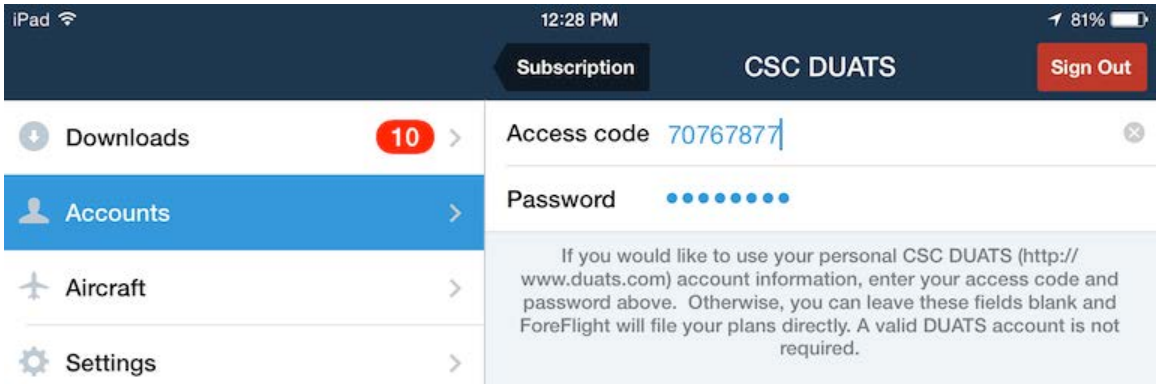 iPad 12:28 PM 81%
Subscription CSC DUATS Sign Out
Downloads 10
Accounts
Aircraft
Settings
Access code 70767877
Password ••••••••
If you would like to use your personal CSC DUATS (http://
www.duats.com) account information, enter your access code and
password above.  Otherwise, you can leave these fields blank and
ForeFlight will file your plans directly. A valid DUATS account is not
required.